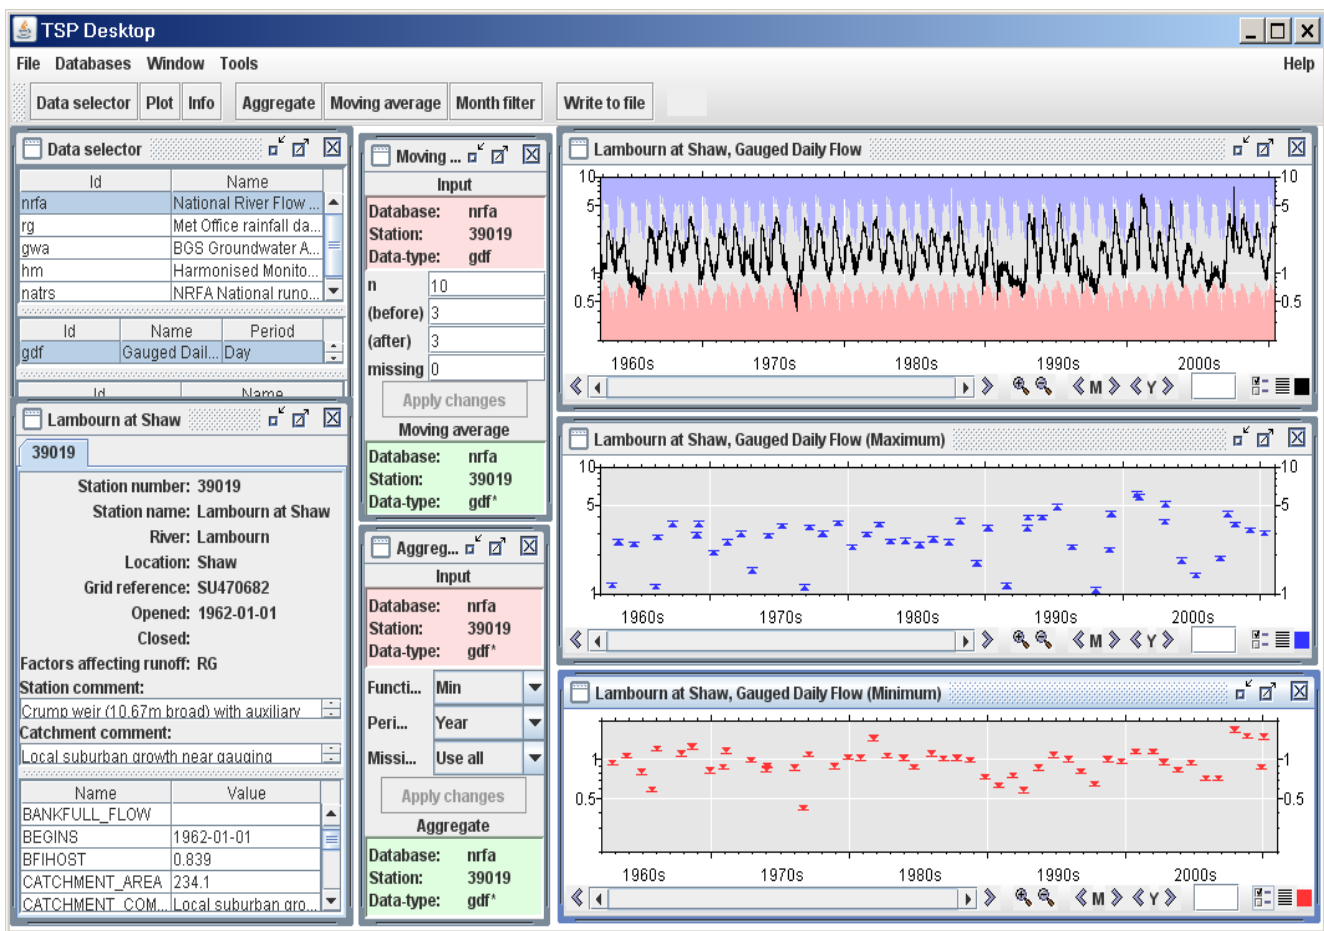 TSP Desktop
File Databases Window Tools Help
Data selector Plot Info Aggregate Moving average Month filter Write to file
Data selector
Id Name
nrfa National River Flow ...
rg Met Office rainfall da...
gwa BGS Groundwater A...
hm Harmonised Monito...
natrs NRFA National runo...
Id Name Period
gdf Gauged Dail... Day
Id Name
Lambourn at Shaw
39019
Station number: 39019
Station name: Lambourn at Shaw
River: Lambourn
Location: Shaw
Grid reference: SU470682
Opened: 1962-01-01
Closed:
Factors affecting runoff: RG
Station comment:
Crump weir (10.67m broad) with auxiliary
Catchment comment:
Local suburban growth near gauging
Name Value
BANKFULL_FLOW
BEGINS 1962-01-01
BFIHOST 0.839
CATCHMENT_AREA 234.1
CATCHMENT_COM... Local suburban gro...
Moving ...
Input
Database: nrfa
Station: 39019
Data-type: gdf
n 10
(before) 3
(after) 3
missing 0
Apply changes
Moving average
Database: nrfa
Station: 39019
Data-type: gdf*
Aggreg...
Input
Database: nrfa
Station: 39019
Data-type: gdf*
Functi... Min
Peri... Year
Missi... Use all
Apply changes
Aggregate
Database: nrfa
Station: 39019
Data-type: gdf*
Lambourn at Shaw, Gauged Daily Flow
10 10
5 5
1 1
0.5 0.5
1960s 1970s 1980s 1990s 2000s
M Y
Lambourn at Shaw, Gauged Daily Flow (Maximum)
10 10
5 5
1 1
1960s 1970s 1980s 1990s 2000s
M Y
Lambourn at Shaw, Gauged Daily Flow (Minimum)
1 1
0.5 0.5
1960s 1970s 1980s 1990s 2000s
M Y